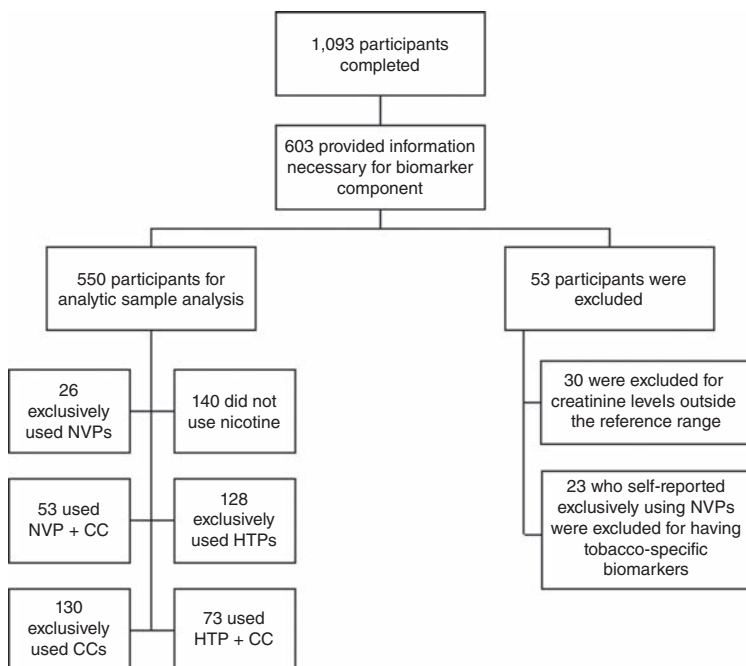 1,093 participants
completed
603 provided information
necessary for biomarker
component
550 participants for
analytic sample analysis
53 participants were
excluded
26
exclusively
used NVPs
140 did not
use nicotine
30 were excluded for
creatinine levels outside
the reference range
53 used
NVP + CC
128
exclusively
used HTPs
23 who self-reported
exclusively using NVPs
were excluded for having
tobacco-specific
biomarkers
130
exclusively
used CCs
73 used
HTP + CC